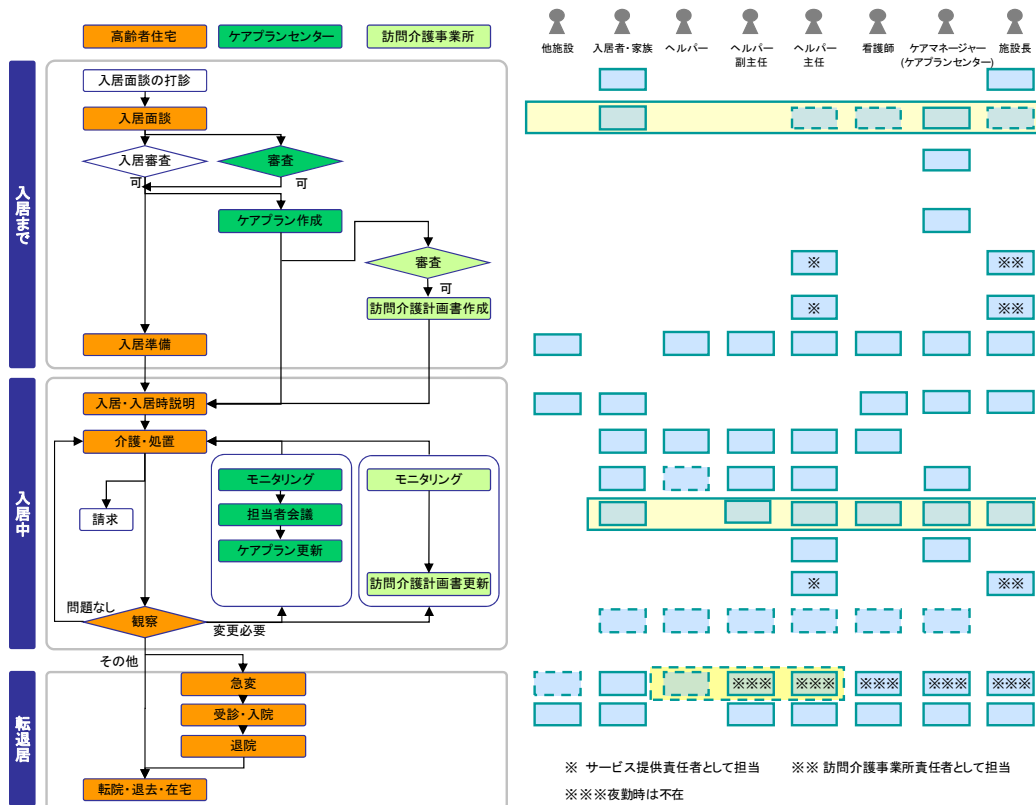 高齢者住宅
ケアプランセンター
訪問介護事業所
他施設
入居者・家族
ヘルパー
ヘルパー
副主任
ヘルパー
主任
看護師
ケアマネージャー
(ケアプランセンター)
施設長
入居まで
入居面談の打診
入居面談
入居審査
審査
可
可
ケアプラン作成
審査
※
※※
可
訪問介護計画書作成
※
※※
入居準備
入居中
入居・入居時説明
介護・処置
モニタリング
モニタリング
請求
担当者会議
ケアプラン更新
訪問介護計画書更新
※
※※
問題なし
観察
変更必要
その他
転退居
急変
※※※
※※※
※※※
※※※
※※※
受診・入院
退院
転院・退去・在宅
※ サービス提供責任者として担当
※※ 訪問介護事業所責任者として担当
※※※夜勤時は不在